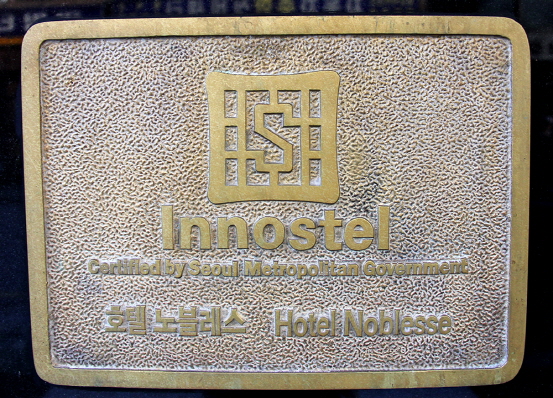 Innostel
Certified by Seoul Metropolitan Government
호텔 노블레스 Hotel Noblesse